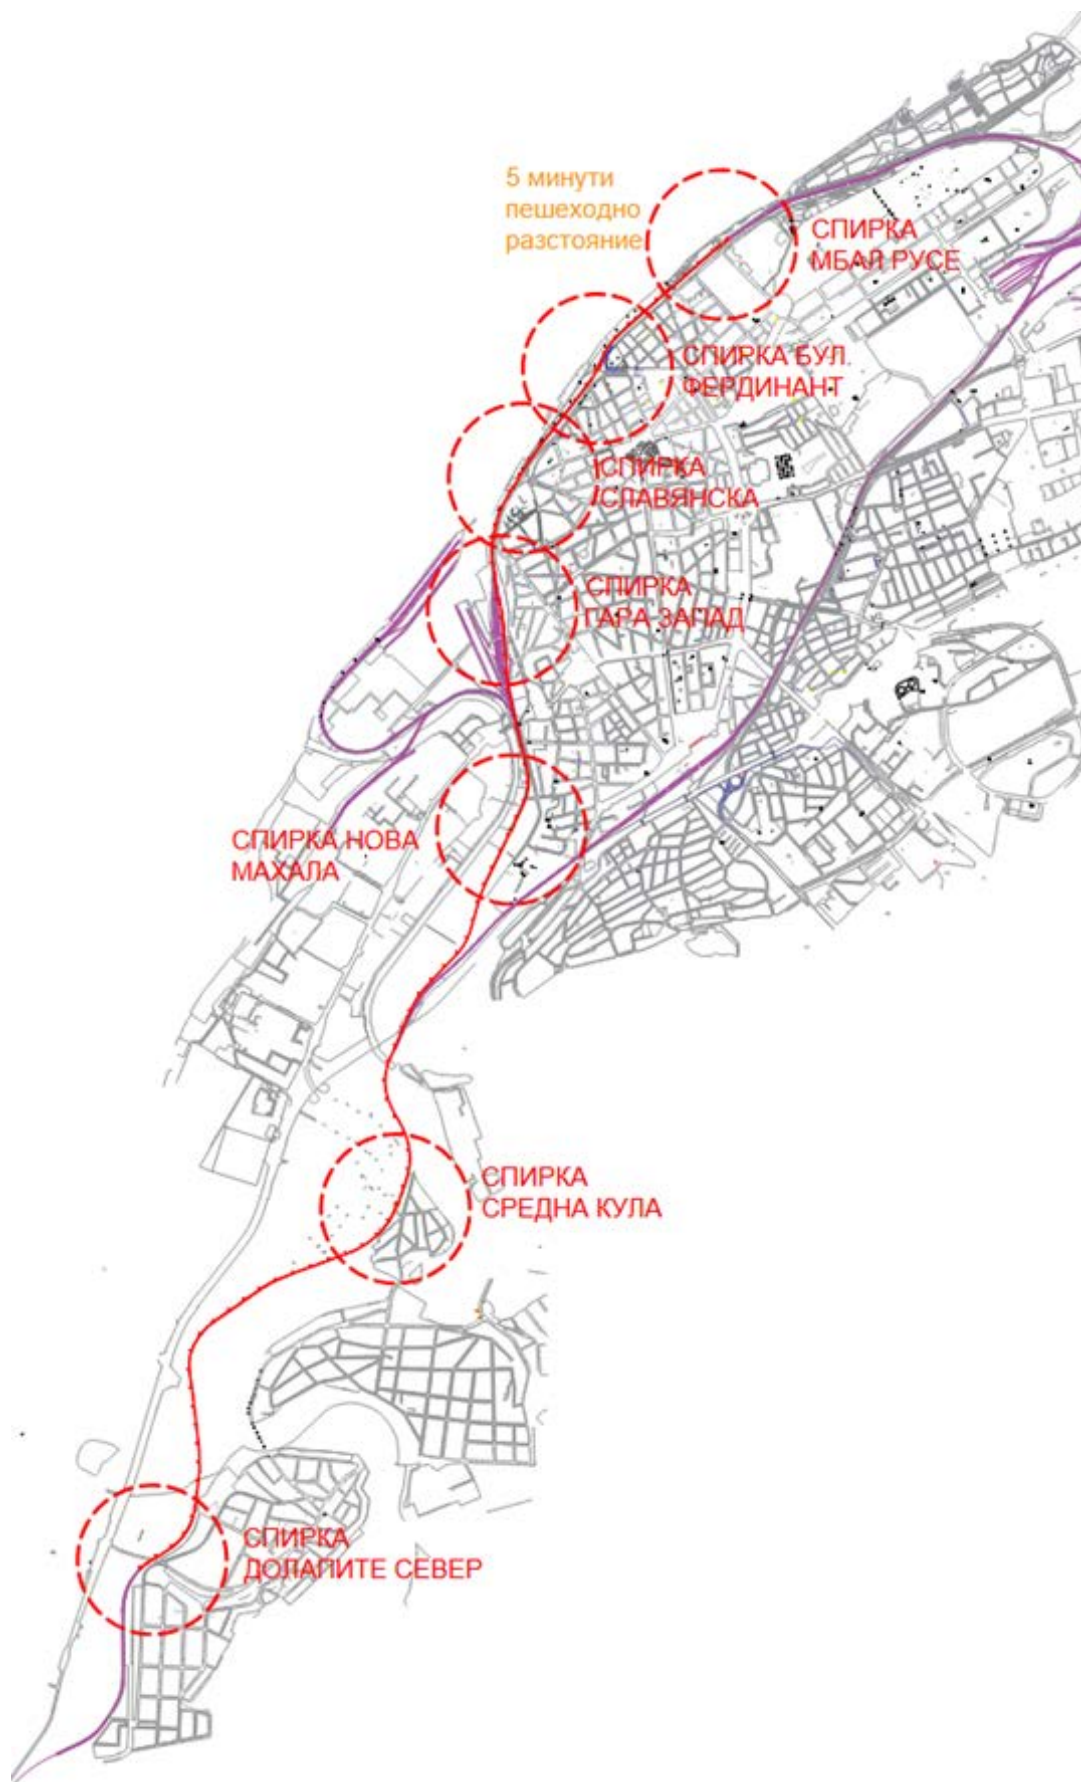 5 минути
пешеходно
разстояние
СПИРКА
МБАЛ РУСЕ
СПИРКА БУЛ.
ФЕРДИНАНТ
СПИРКА
СЛАВЯНСКА
СПИРКА
ГАРА ЗАПАД
СПИРКА НОВА
МАХАЛА
СПИРКА
СРЕДНА КУЛА
СПИРКА
ДОЛАПИТЕ СЕВЕР